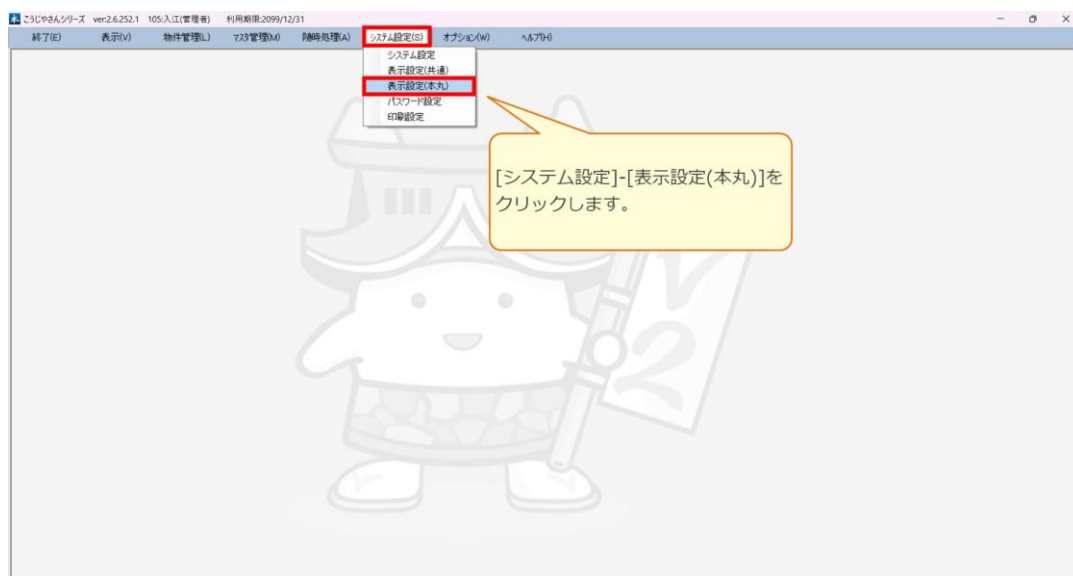 こうじやさんシリーズ ver:2.6.252.1 105:入江(管理者) 利用期限:2099/12/31
終了(E) 表示(V) 物件管理(L) マスタ管理(M) 随時処理(A) システム設定(S) オプション(W) ヘルプ(H)
システム設定
表示設定(共通)
表示設定(本丸)
パスワード設定
印刷設定
[システム設定]-[表示設定(本丸)]を
クリックします。
V2